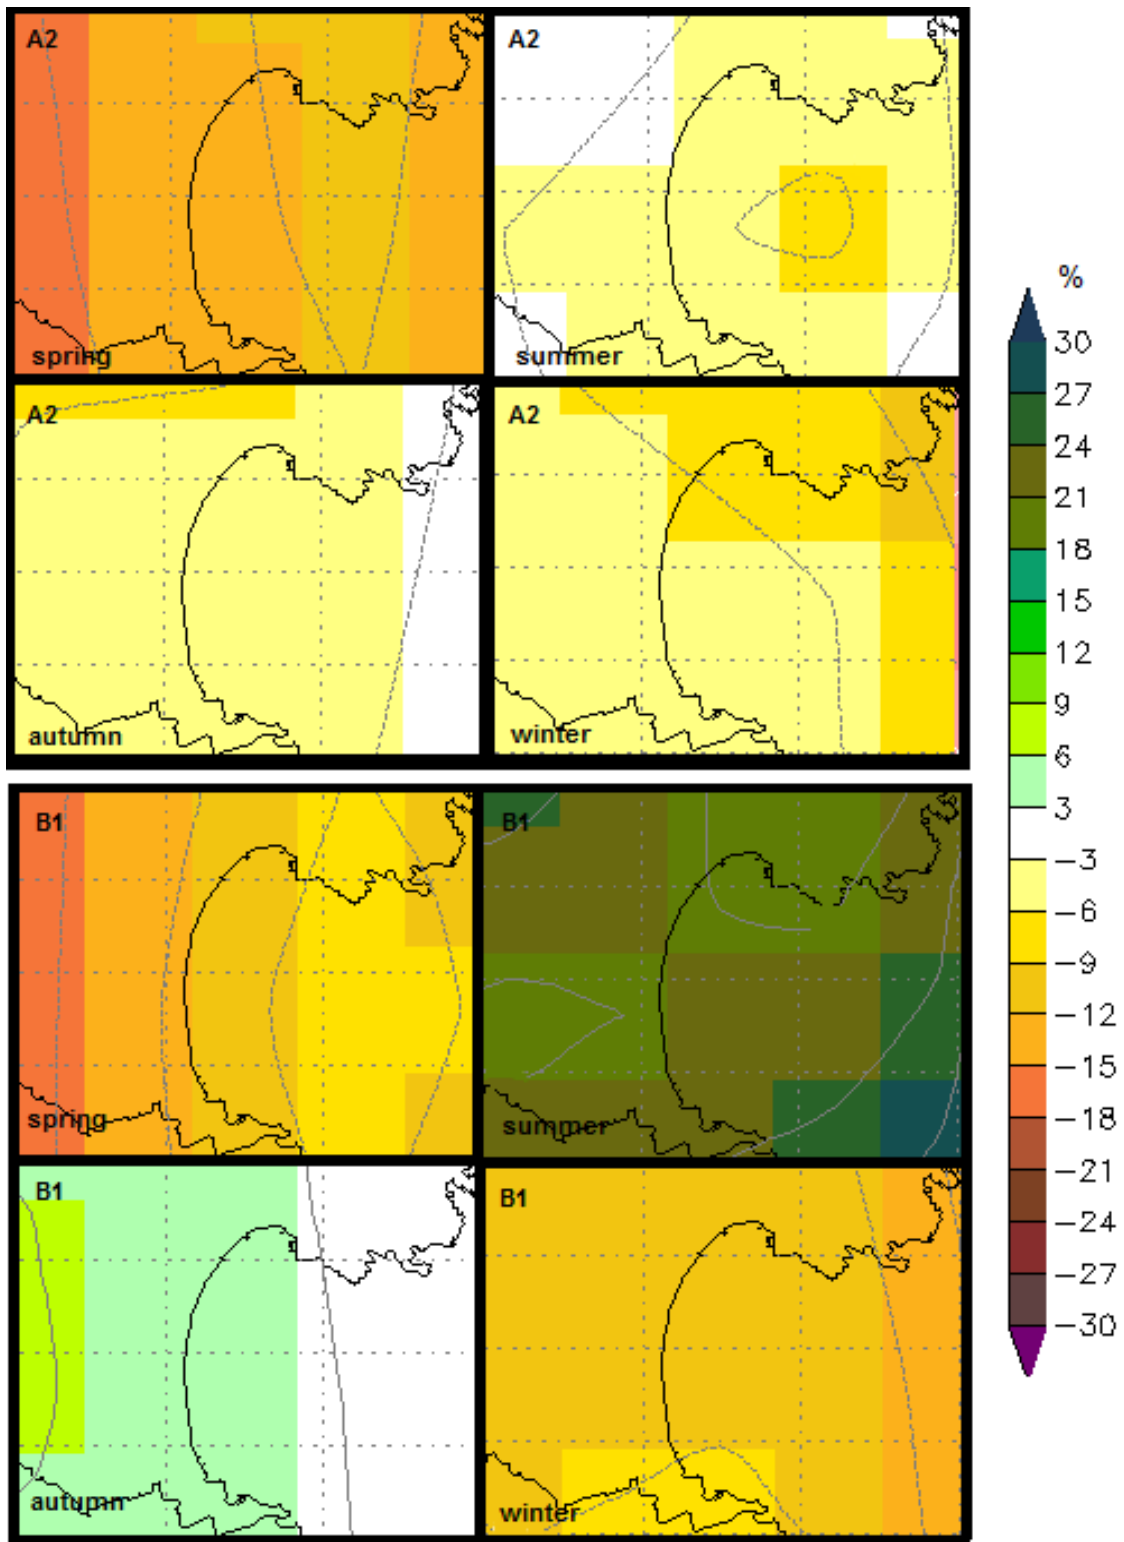 A2
A2
spring
summer
A2
A2
autumn
winter
B1
B1
spring
summer
B1
B1
autumn
winter
%
30
27
24
21
18
15
12
9
6
3
−3
−6
−9
−12
−15
−18
−21
−24
−27
−30